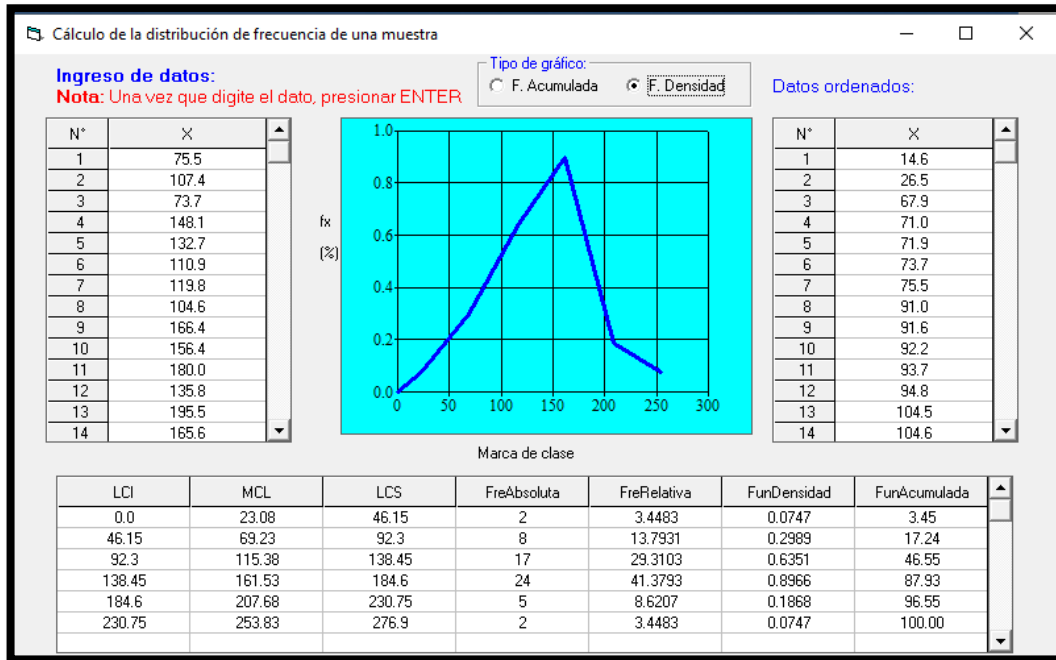 Cálculo de la distribución de frecuencia de una muestra
Ingreso de datos:
Nota: Una vez que digite el dato, presionar ENTER
Tipo de gráfico:
F. Acumulada F. Densidad
Datos ordenados:
N° X
1 75.5
2 107.4
3 73.7
4 148.1
5 132.7
6 110.9
7 119.8
8 104.6
9 166.4
10 156.4
11 180.0
12 135.8
13 195.5
14 165.6
fx
(%)
1.0
0.8
0.6
0.4
0.2
0.0
0 50 100 150 200 250 300
Marca de clase
N° X
1 14.6
2 26.5
3 67.9
4 71.0
5 71.9
6 73.7
7 75.5
8 91.0
9 91.6
10 92.2
11 93.7
12 94.8
13 104.5
14 104.6
LCI MCL LCS FreAbsoluta FreRelativa FunDensidad FunAcumulada
0.0 23.08 46.15 2 3.4483 0.0747 3.45
46.15 69.23 92.3 8 13.7931 0.2989 17.24
92.3 115.38 138.45 17 29.3103 0.6351 46.55
138.45 161.53 184.6 24 41.3793 0.8966 87.93
184.6 207.68 230.75 5 8.6207 0.1868 96.55
230.75 253.83 276.9 2 3.4483 0.0747 100.00